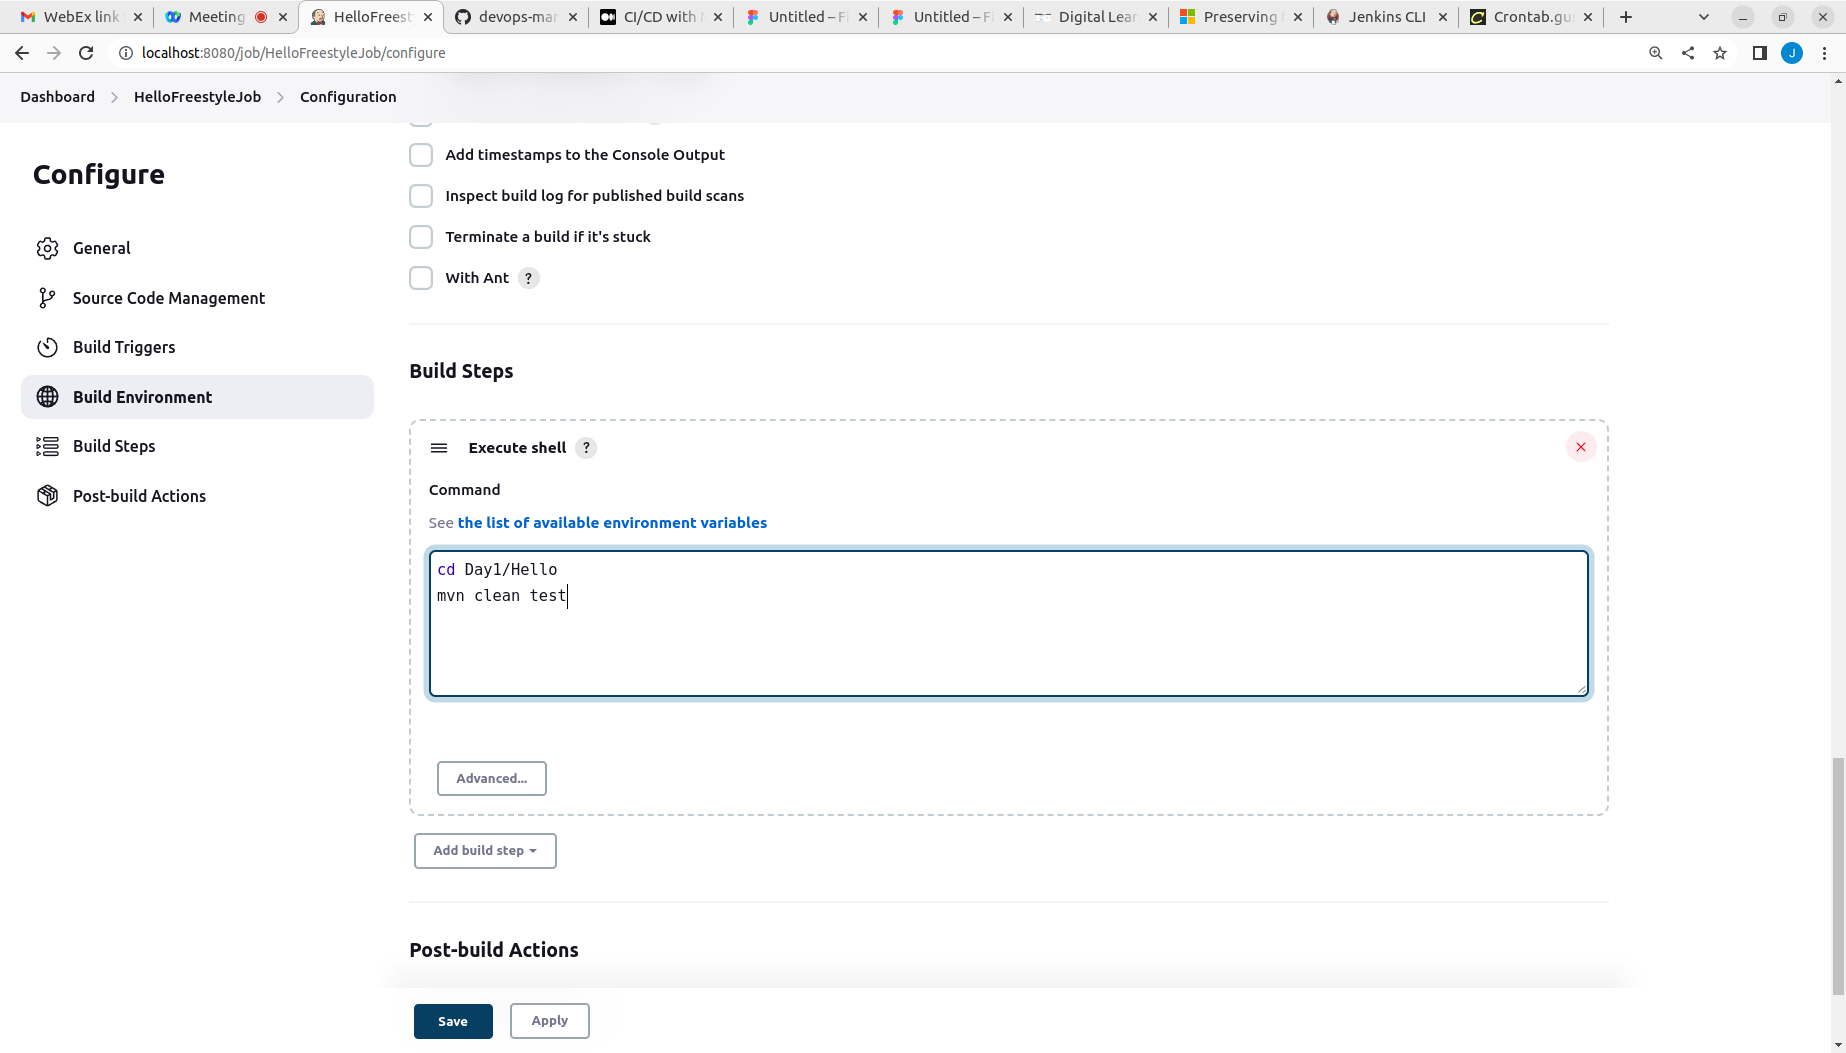 WebEx link
Meeting
HelloFrees
devops-mar
CI/CD with
Untitled – F
Untitled – F
Digital Lear
Preserving
Jenkins CLI
Crontab.gu
localhost:8080/job/HelloFreestyleJob/configure
J
Dashboard
HelloFreestyleJob
Configuration
Configure
General
Source Code Management
Build Triggers
Build Environment
Build Steps
Post-build Actions
Add timestamps to the Console Output
Inspect build log for published build scans
Terminate a build if it's stuck
With Ant ?
Build Steps
Execute shell ?
Command
See the list of available environment variables
cd Day1/Hello
mvn clean test
Advanced...
Add build step
Post-build Actions
Save
Apply